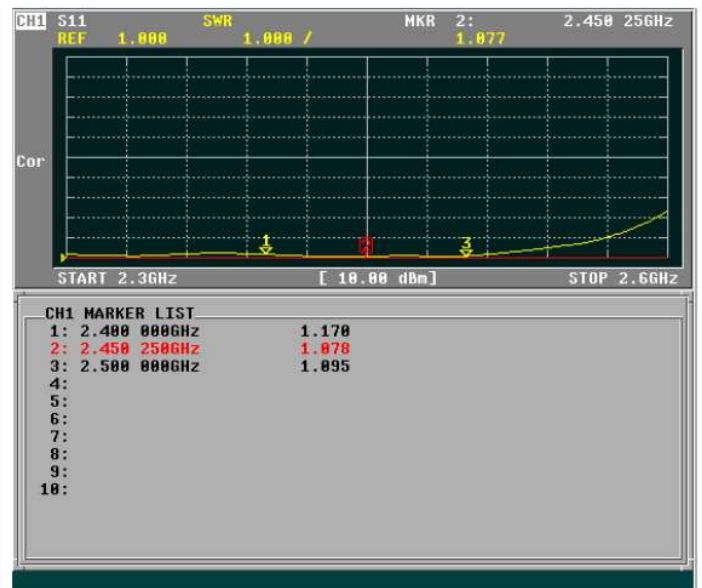 CH1 S11 SWR MKR 2: 2.450 25GHz
REF 1.000 1.000 / 1.077
Cor
1 2 3
START 2.3GHz [ 10.00 dBm] STOP 2.6GHz
CH1 MARKER LIST
1: 2.400 000GHz 1.170
2: 2.450 250GHz 1.078
3: 2.500 000GHz 1.095
4:
5:
6:
7:
8:
9:
10: